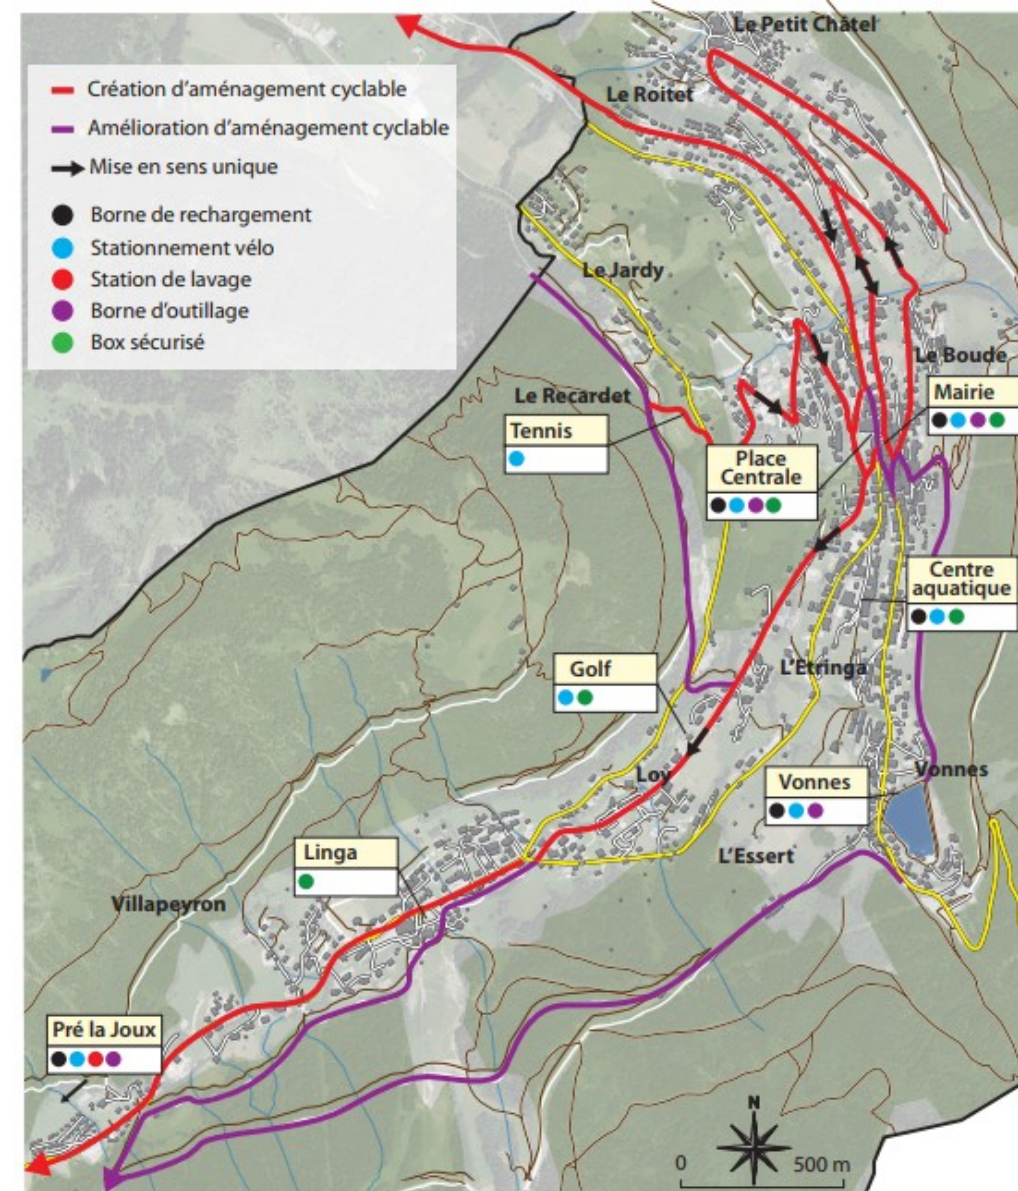 Le Petit Châtel
Création d'aménagement cyclable
Le Roitet
Amélioration d'aménagement cyclable
Mise en sens unique
Borne de rechargement
Stationnement vélo
Station de lavage
Borne d'outillage
Box sécurisé
Le Jardy
Le Boude
Le Recardet
Mairie
Tennis
Place
Centrale
Centre
aquatique
Golf
L'Etringa
Loy
Vonnes
Vonnes
Linga
L'Essert
Villapeyron
Pré la Joux
N
0
500 m